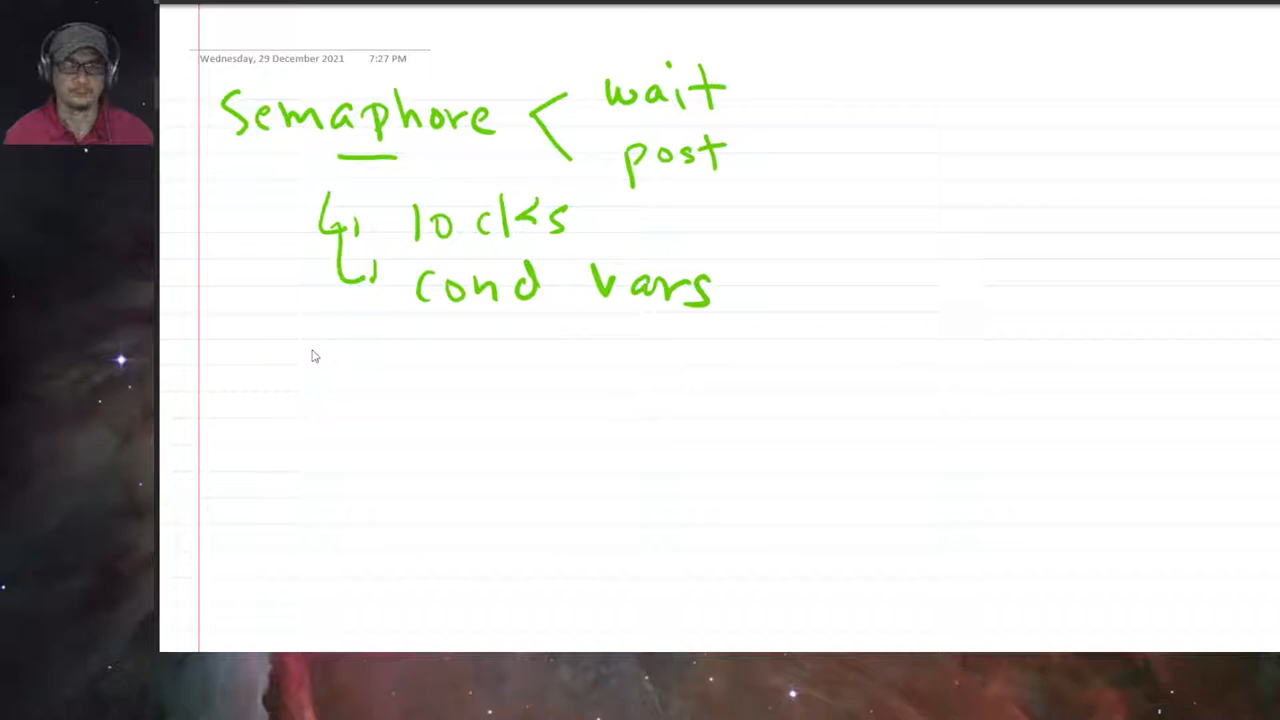 Wednesday, 29 December 2021 7:27 PM
Semaphore < wait
post
locks
cond vars